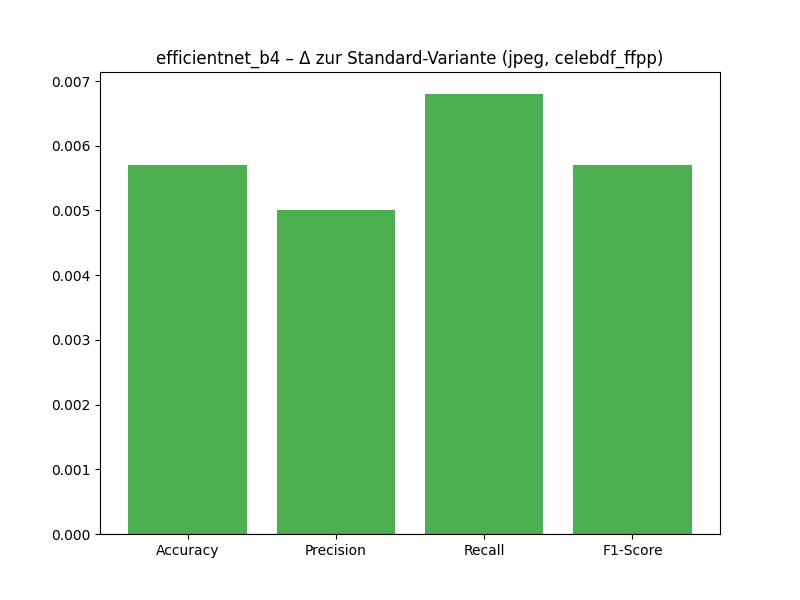 efficientnet_b4 – Δ zur Standard-Variante (jpeg, celebdf_ffpp)
0.007
0.006
0.005
0.004
0.003
0.002
0.001
0.000
Accuracy
Precision
Recall
F1-Score